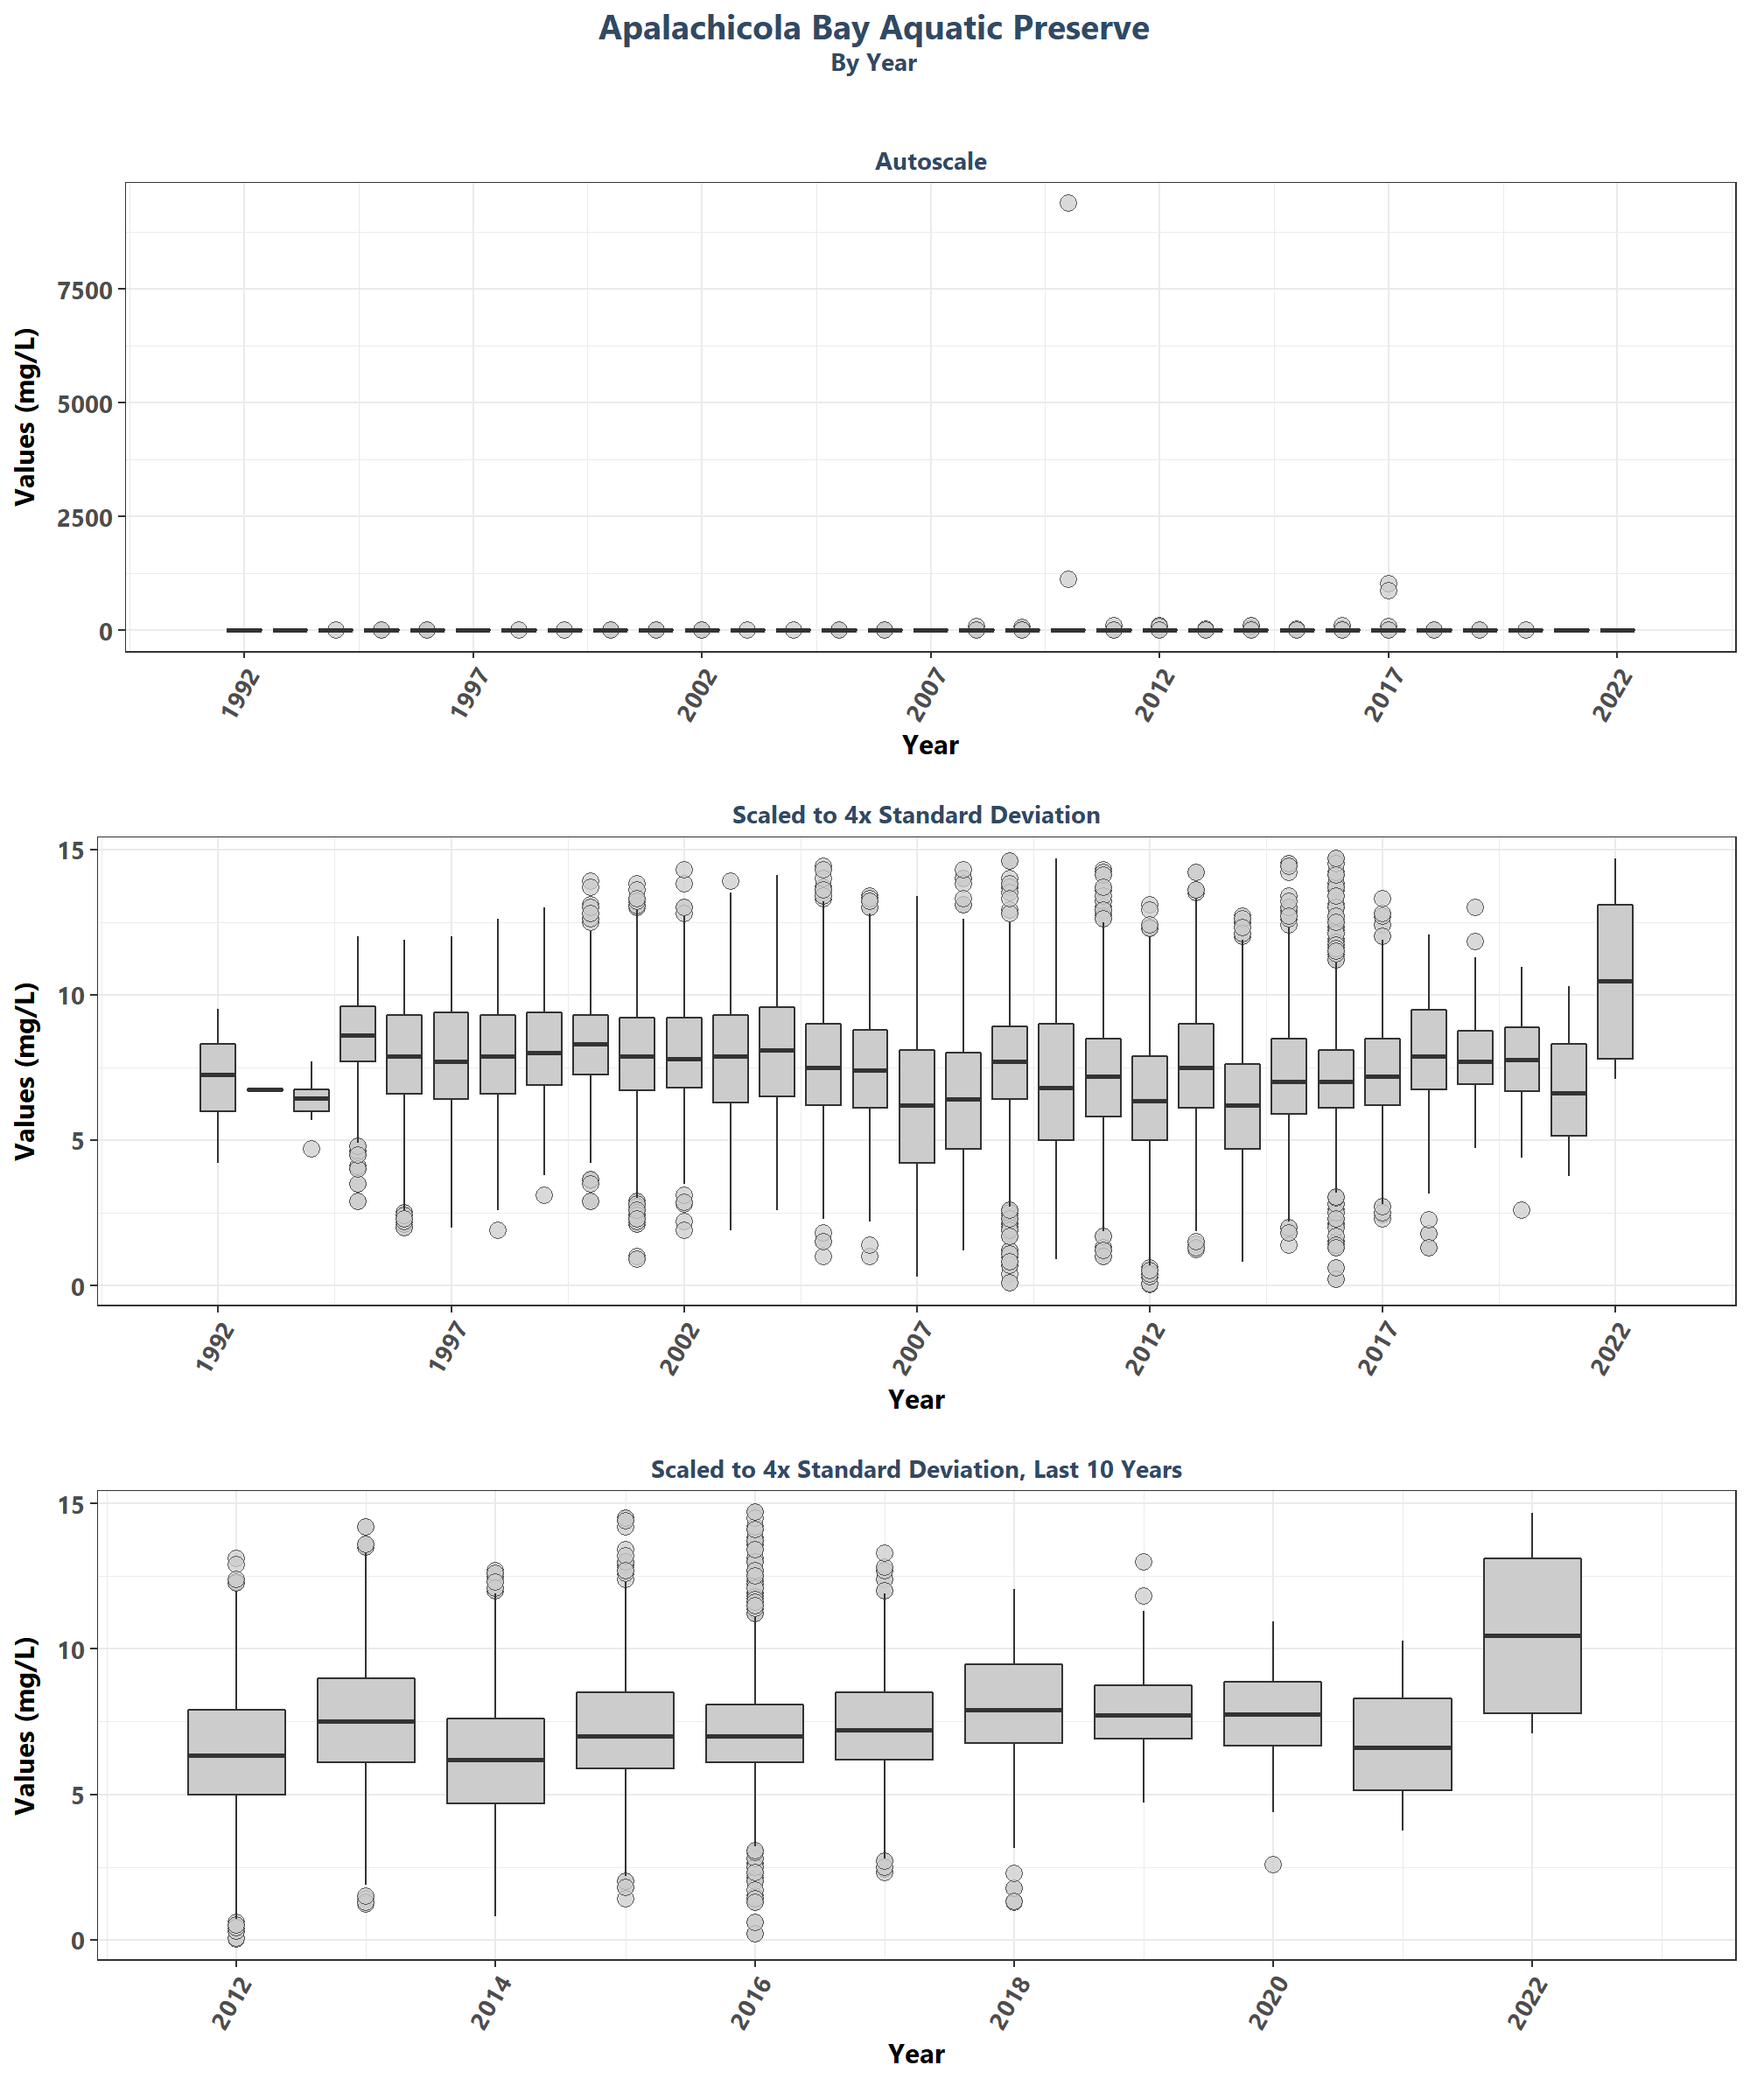 Apalachicola Bay Aquatic Preserve
By Year
Autoscale
Values (mg/L)
7500
5000
2500
0
1992 1997 2002 2007 2012 2017 2022
Year
Scaled to 4x Standard Deviation
Values (mg/L)
15
10
5
0
1992 1997 2002 2007 2012 2017 2022
Year
Scaled to 4x Standard Deviation, Last 10 Years
Values (mg/L)
15
10
5
0
2012 2014 2016 2018 2020 2022
Year